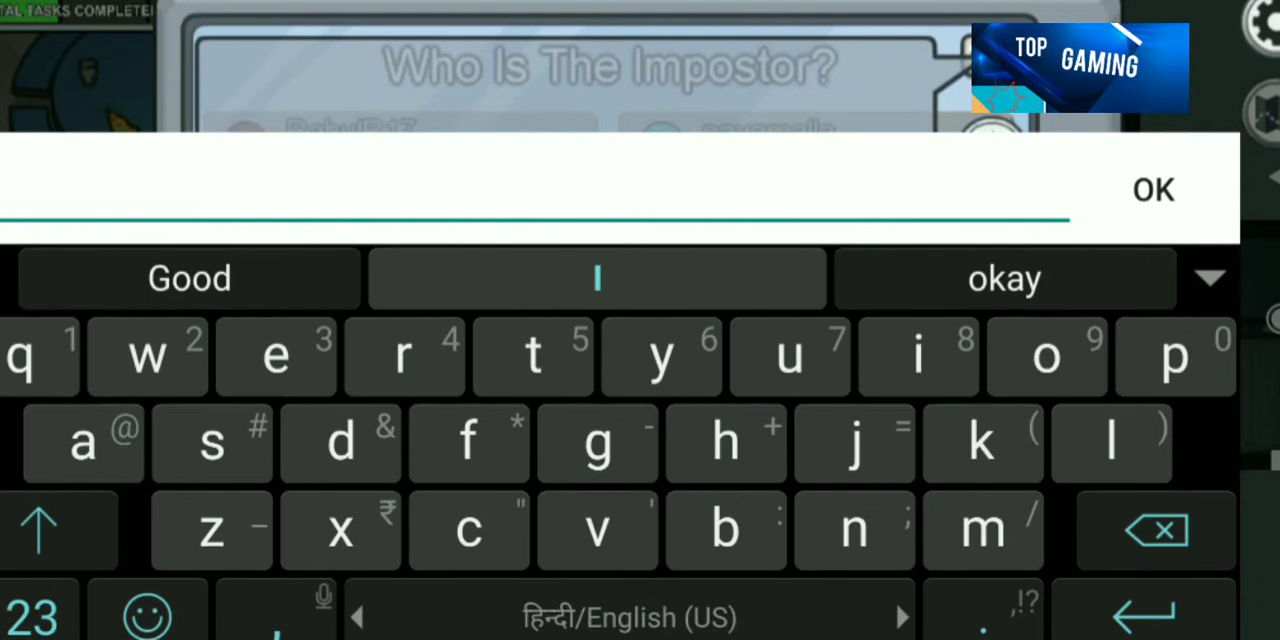 TAL TASKS COMPLETE
Who Is The Impostor?
TOP GAMING
OK
Good I okay
q 1 w 2 e 3 r 4 t 5 y 6 u 7 i 8 o 9 p 0
a @ s # d & f * g - h + j = k ( l )
z _ x ₹ c " v ' b : n ; m /
23 , हिन्दी/English (US) . ,!?